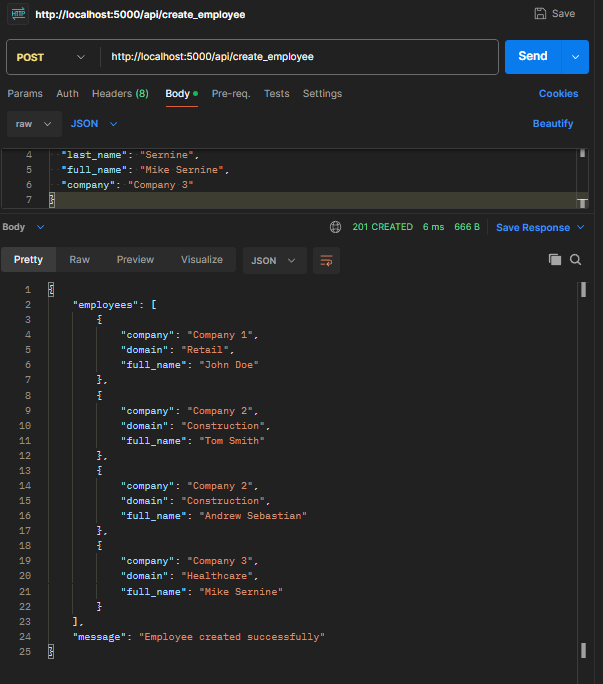 HTTP http://localhost:5000/api/create_employee Save
POST http://localhost:5000/api/create_employee Send
Params Auth Headers (8) Body Pre-req. Tests Settings Cookies
raw JSON Beautify
4 "last_name": "Sernine",
5 "full_name": "Mike Sernine",
6 "company": "Company 3"
7 }
Body 201 CREATED 6 ms 666 B Save Response
Pretty Raw Preview Visualize JSON
1 {
2 "employees": [
3 {
4 "company": "Company 1",
5 "domain": "Retail",
6 "full_name": "John Doe"
7 },
8 {
9 "company": "Company 2",
10 "domain": "Construction",
11 "full_name": "Tom Smith"
12 },
13 {
14 "company": "Company 2",
15 "domain": "Construction",
16 "full_name": "Andrew Sebastian"
17 },
18 {
19 "company": "Company 3",
20 "domain": "Healthcare",
21 "full_name": "Mike Sernine"
22 }
23 ],
24 "message": "Employee created successfully"
25 }